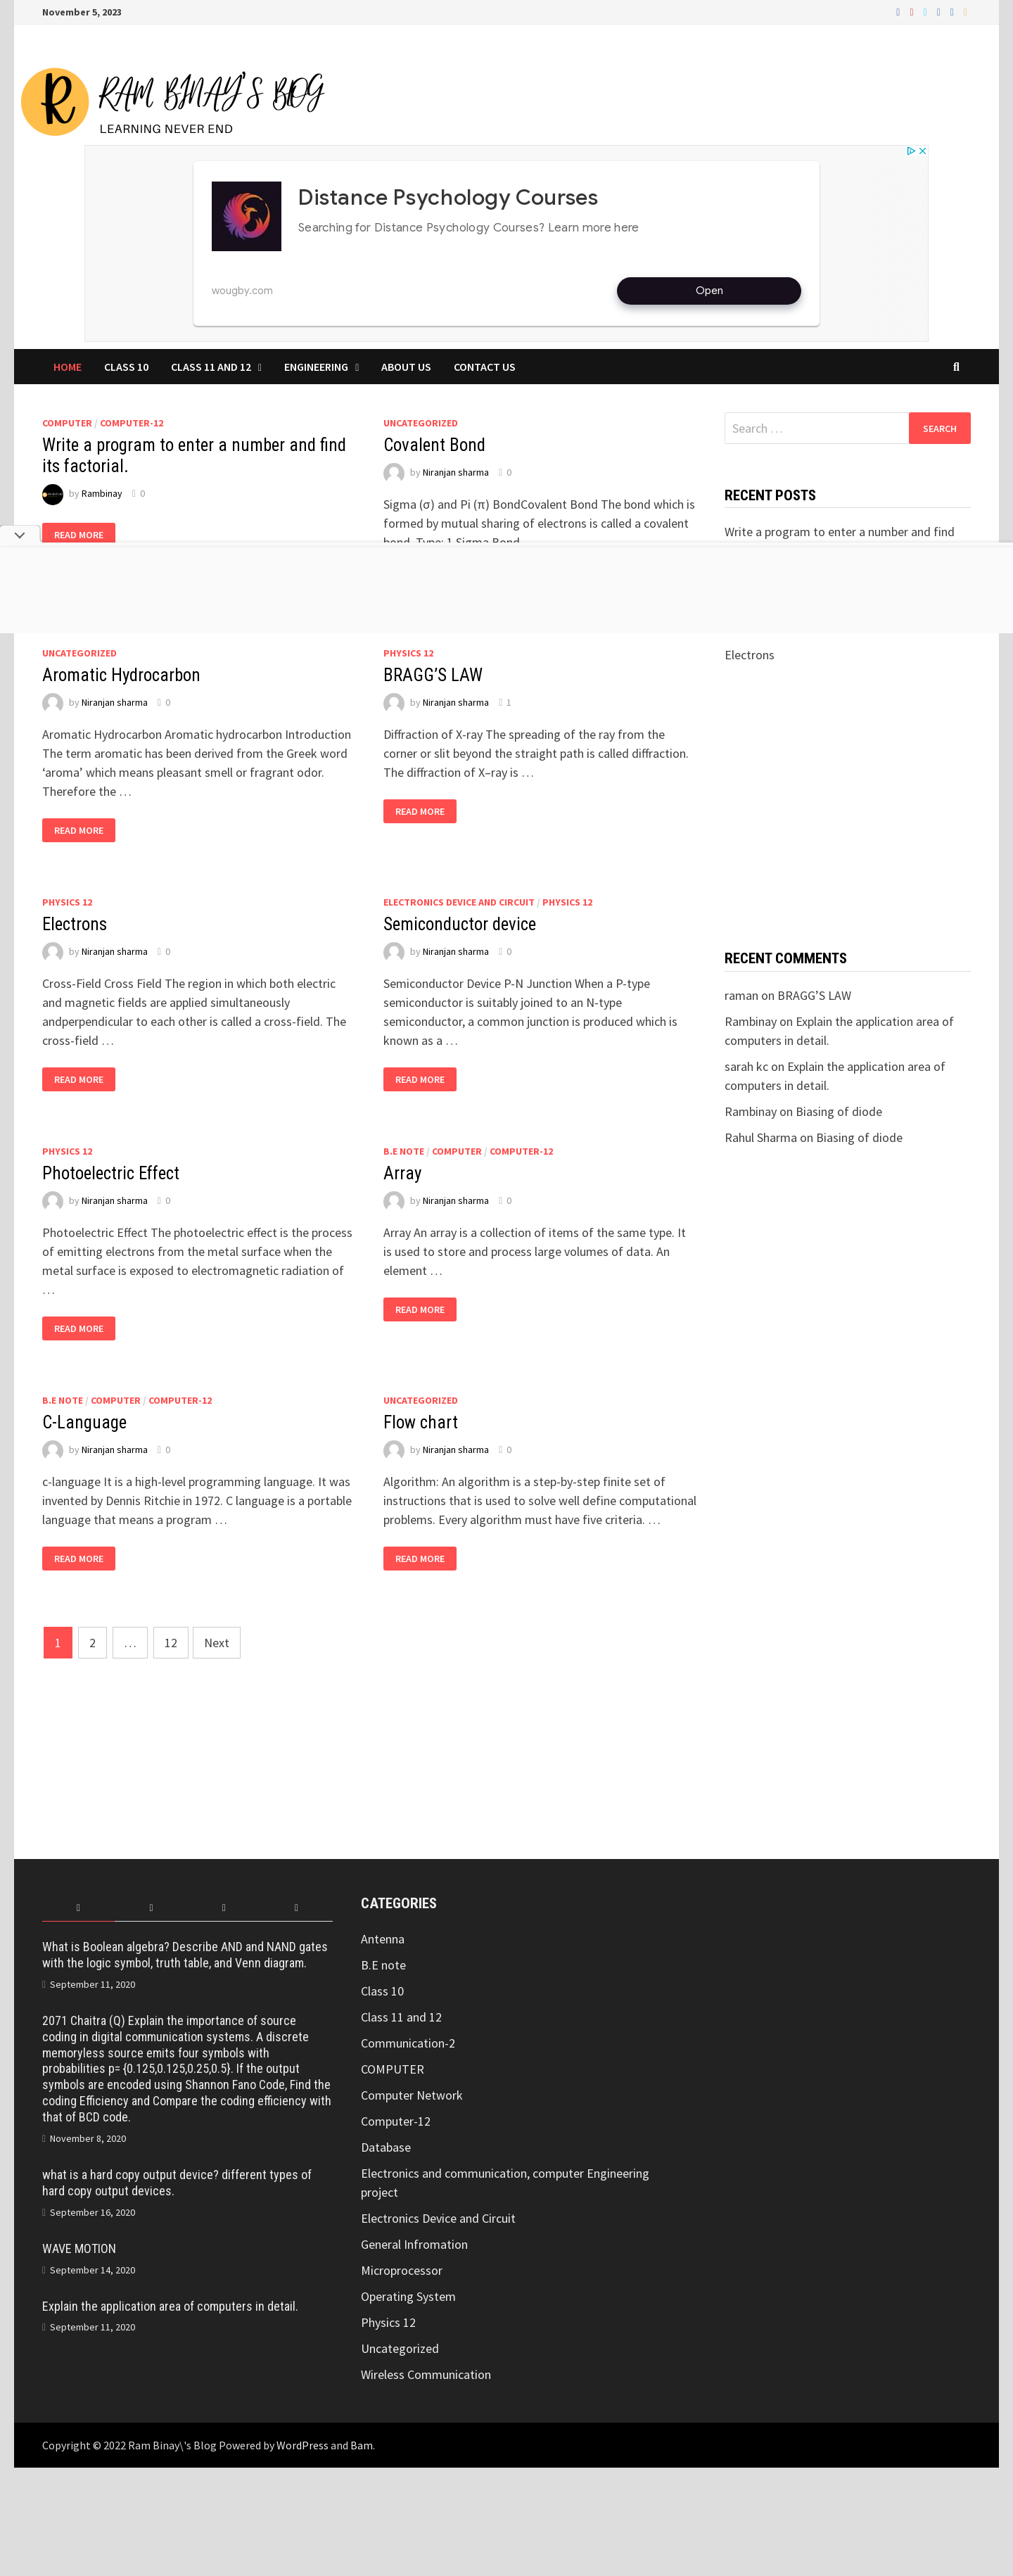 November 5, 2023
RAM BINAY'S BlOG
LEARNING NEVER END
Distance Psychology Courses
Searching for Distance Psychology Courses? Learn more here
wougby.com
Open
HOME
CLASS 10
CLASS 11 AND 12
ENGINEERING
ABOUT US
CONTACT US
COMPUTER / COMPUTER-12
Write a program to enter a number and find
its factorial.
by Rambinay 0
READ MORE
UNCATEGORIZED
Covalent Bond
by Niranjan sharma 0
Sigma (σ) and Pi (π) BondCovalent Bond The bond which is
formed by mutual sharing of electrons is called a covalent
bond. Type: 1.Sigma Bond
Search …
SEARCH
RECENT POSTS
Write a program to enter a number and find
Electrons
UNCATEGORIZED
Aromatic Hydrocarbon
by Niranjan sharma 0
Aromatic Hydrocarbon Aromatic hydrocarbon Introduction
The term aromatic has been derived from the Greek word
‘aroma’ which means pleasant smell or fragrant odor.
Therefore the …
READ MORE
PHYSICS 12
BRAGG’S LAW
by Niranjan sharma 1
Diffraction of X-ray The spreading of the ray from the
corner or slit beyond the straight path is called diffraction.
The diffraction of X–ray is …
READ MORE
PHYSICS 12
Electrons
by Niranjan sharma 0
Cross-Field Cross Field The region in which both electric
and magnetic fields are applied simultaneously
andperpendicular to each other is called a cross-field. The
cross-field …
READ MORE
ELECTRONICS DEVICE AND CIRCUIT / PHYSICS 12
Semiconductor device
by Niranjan sharma 0
Semiconductor Device P-N Junction When a P-type
semiconductor is suitably joined to an N-type
semiconductor, a common junction is produced which is
known as a …
READ MORE
RECENT COMMENTS
raman on BRAGG’S LAW
Rambinay on Explain the application area of
computers in detail.
sarah kc on Explain the application area of
computers in detail.
Rambinay on Biasing of diode
Rahul Sharma on Biasing of diode
PHYSICS 12
Photoelectric Effect
by Niranjan sharma 0
Photoelectric Effect The photoelectric effect is the process
of emitting electrons from the metal surface when the
metal surface is exposed to electromagnetic radiation of
…
READ MORE
B.E NOTE / COMPUTER / COMPUTER-12
Array
by Niranjan sharma 0
Array An array is a collection of items of the same type. It
is used to store and process large volumes of data. An
element …
READ MORE
B.E NOTE / COMPUTER / COMPUTER-12
C-Language
by Niranjan sharma 0
c-language It is a high-level programming language. It was
invented by Dennis Ritchie in 1972. C language is a portable
language that means a program …
READ MORE
UNCATEGORIZED
Flow chart
by Niranjan sharma 0
Algorithm: An algorithm is a step-by-step finite set of
instructions that is used to solve well define computational
problems. Every algorithm must have five criteria. …
READ MORE
1 2 … 12 Next
What is Boolean algebra? Describe AND and NAND gates
with the logic symbol, truth table, and Venn diagram.
September 11, 2020
2071 Chaitra (Q) Explain the importance of source
coding in digital communication systems. A discrete
memoryless source emits four symbols with
probabilities p= {0.125,0.125,0.25,0.5}. If the output
symbols are encoded using Shannon Fano Code, Find the
coding Efficiency and Compare the coding efficiency with
that of BCD code.
November 8, 2020
what is a hard copy output device? different types of
hard copy output devices.
September 16, 2020
WAVE MOTION
September 14, 2020
Explain the application area of computers in detail.
September 11, 2020
CATEGORIES
Antenna
B.E note
Class 10
Class 11 and 12
Communication-2
COMPUTER
Computer Network
Computer-12
Database
Electronics and communication, computer Engineering
project
Electronics Device and Circuit
General Infromation
Microprocessor
Operating System
Physics 12
Uncategorized
Wireless Communication
Copyright © 2022 Ram Binay\'s Blog Powered by WordPress and Bam.